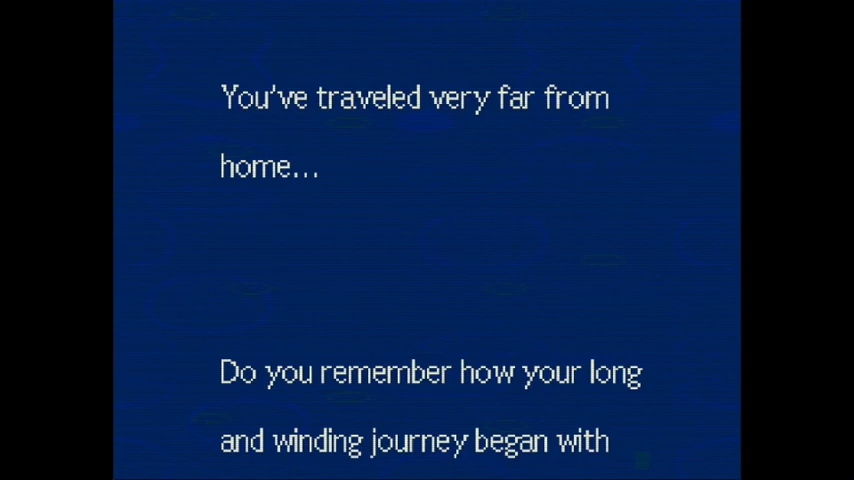 You've traveled very far from
home...
Do you remember how your long
and winding journey began with